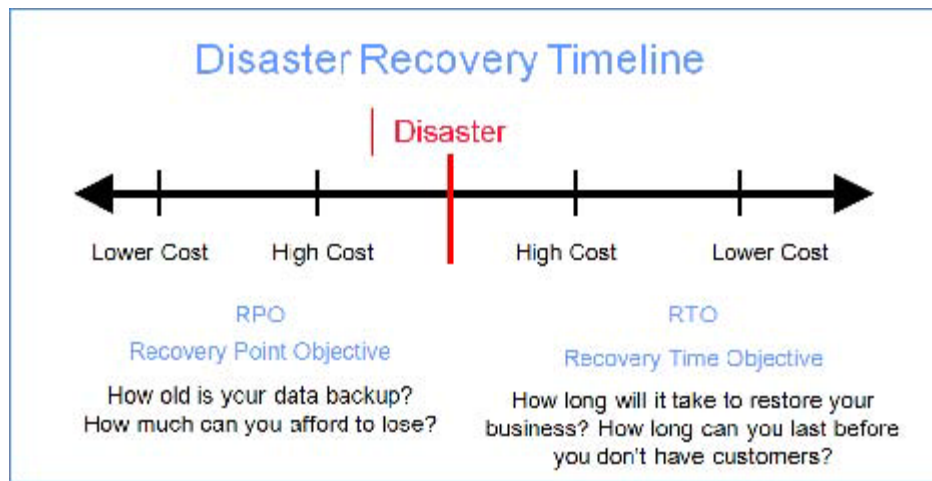 Disaster Recovery Timeline
Disaster
Lower Cost
High Cost
High Cost
Lower Cost
RPO
Recovery Point Objective
How old is your data backup?
How much can you afford to lose?
RTO
Recovery Time Objective
How long will it take to restore your
business? How long can you last before
you don't have customers?